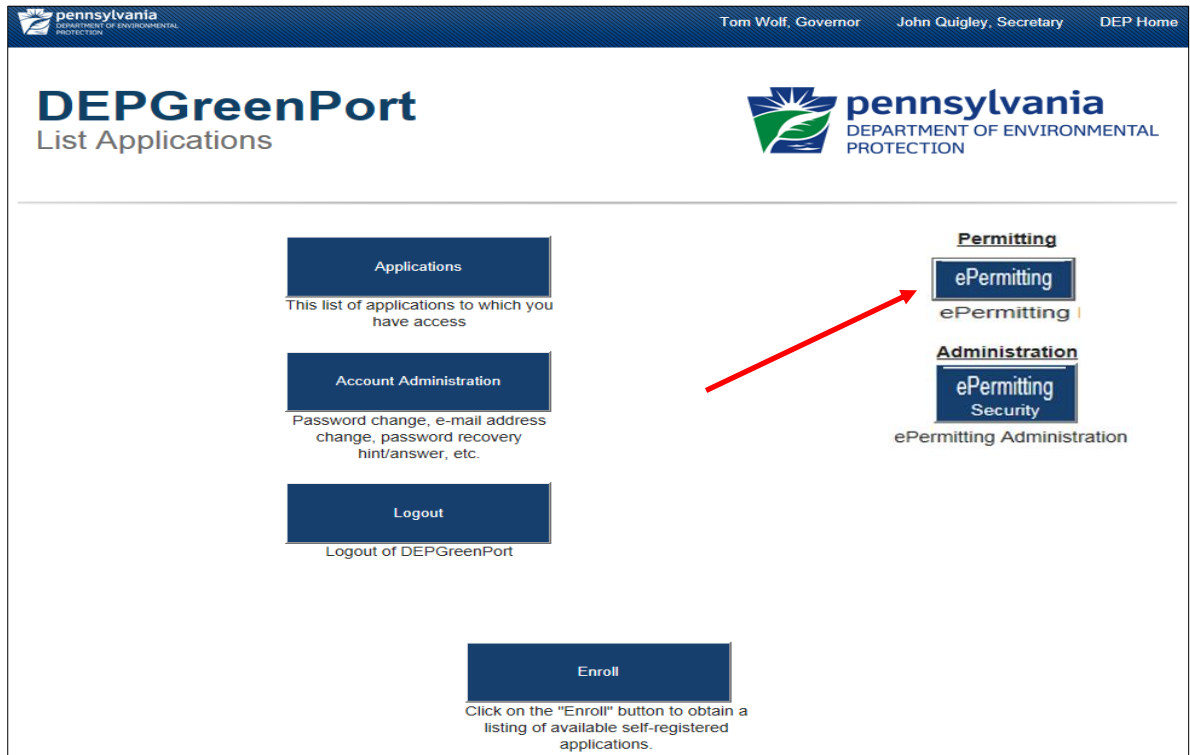 pennsylvania
DEPARTMENT OF ENVIRONMENTAL
PROTECTION
Tom Wolf, Governor John Quigley, Secretary DEP Home
DEPGreenPort
List Applications
pennsylvania
DEPARTMENT OF ENVIRONMENTAL
PROTECTION
Applications
This list of applications to which you
have access
Account Administration
Password change, e-mail address
change, password recovery
hint/answer, etc.
Logout
Logout of DEPGreenPort
Permitting
ePermitting
ePermitting
Administration
ePermitting
Security
ePermitting Administration
Enroll
Click on the "Enroll" button to obtain a
listing of available self-registered
applications.